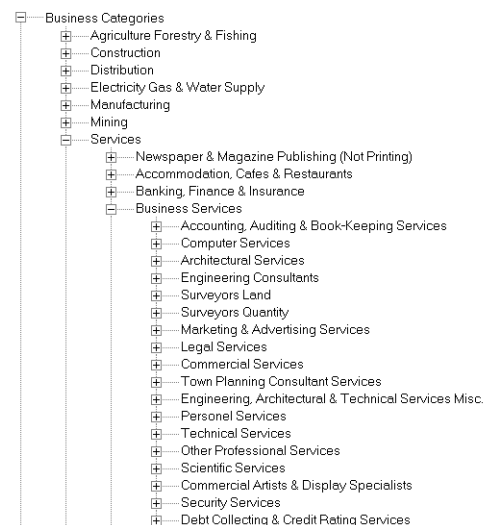 Business Categories
Agriculture Forestry & Fishing
Construction
Distribution
Electricity Gas & Water Supply
Manufacturing
Mining
Services
Newspaper & Magazine Publishing (Not Printing)
Accommodation, Cafes & Restaurants
Banking, Finance & Insurance
Business Services
Accounting, Auditing & Book-Keeping Services
Computer Services
Architectural Services
Engineering Consultants
Surveyors Land
Surveyors Quantity
Marketing & Advertising Services
Legal Services
Commercial Services
Town Planning Consultant Services
Engineering, Architectural & Technical Services Misc.
Personel Services
Technical Services
Other Professional Services
Scientific Services
Commercial Artists & Display Specialists
Security Services
Debt Collecting & Credit Rating Services